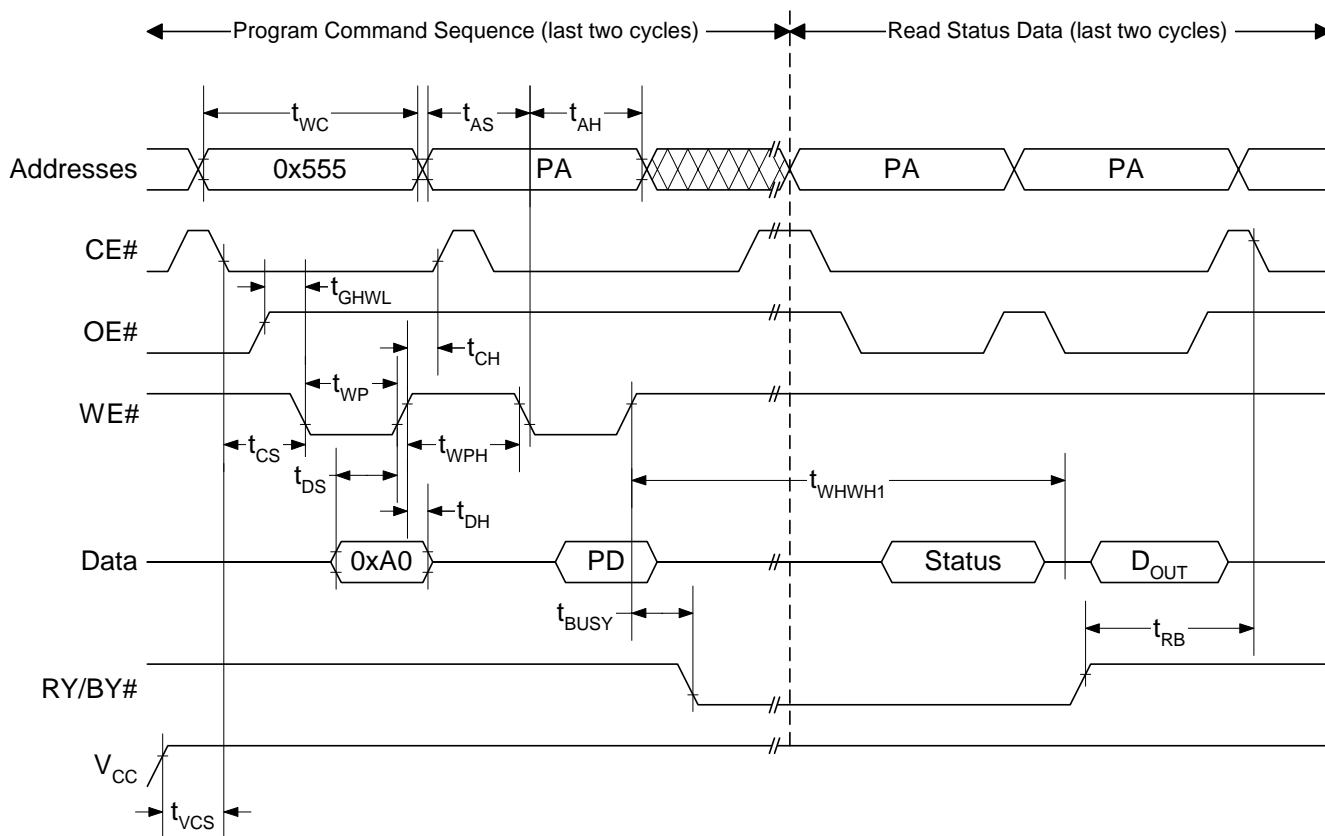 Program Command Sequence (last two cycles)
Read Status Data (last two cycles)
tWC
tAS
tAH
Addresses
0x555
PA
PA
PA
CE#
tGHWL
OE#
tCH
tWP
WE#
tCS
tWPH
tDS
tWHWH1
tDH
Data
0xA0
PD
Status
DOUT
tBUSY
tRB
RY/BY#
VCC
tVCS